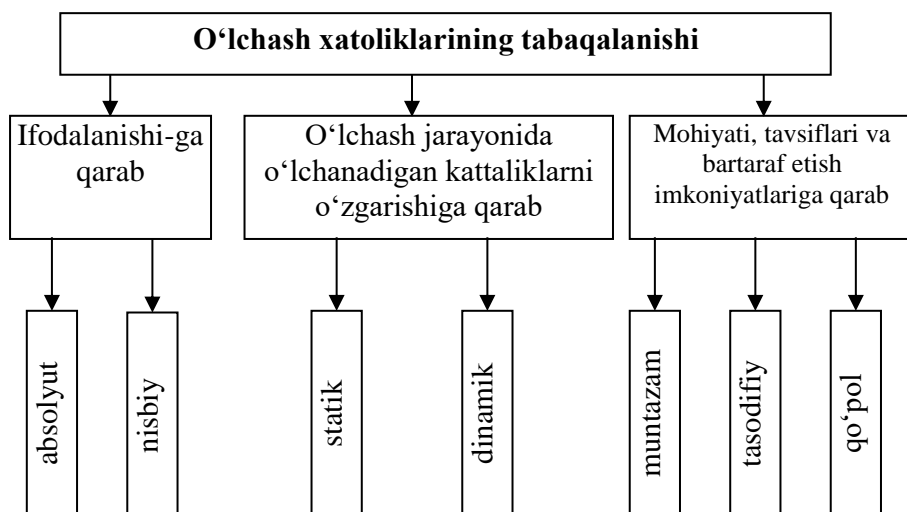 O‘lchash xatoliklarining tabaqalanishi
Ifodalanishi-ga
qarab
O‘lchash jarayonida
o‘lchanadigan kattaliklarni
o‘zgarishiga qarab
Mohiyati, tavsiflari va
bartaraf etish
imkoniyatlariga qarab
absolyut
nisbiy
statik
dinamik
muntazam
tasodifiy
qo‘pol